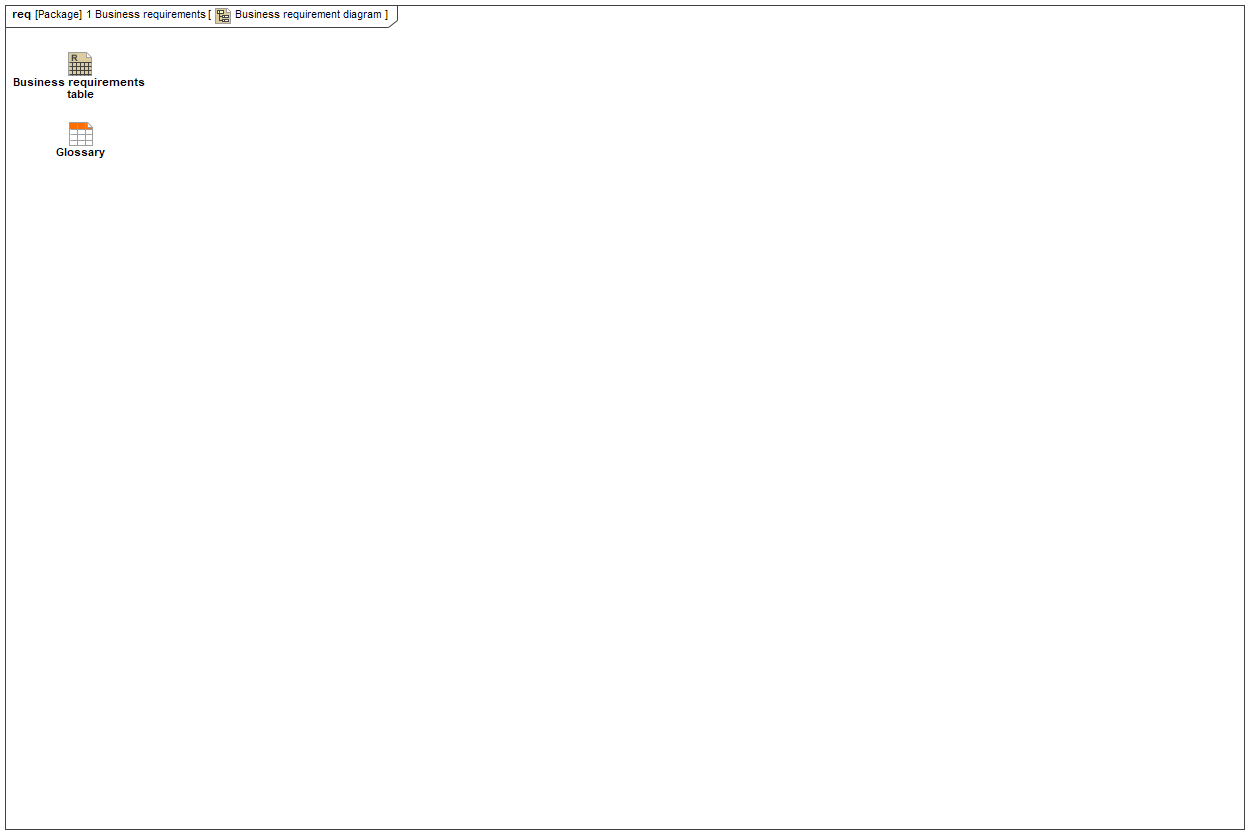 req [Package] 1 Business requirements [ Business requirement diagram ]
R
Business requirements
table
Glossary